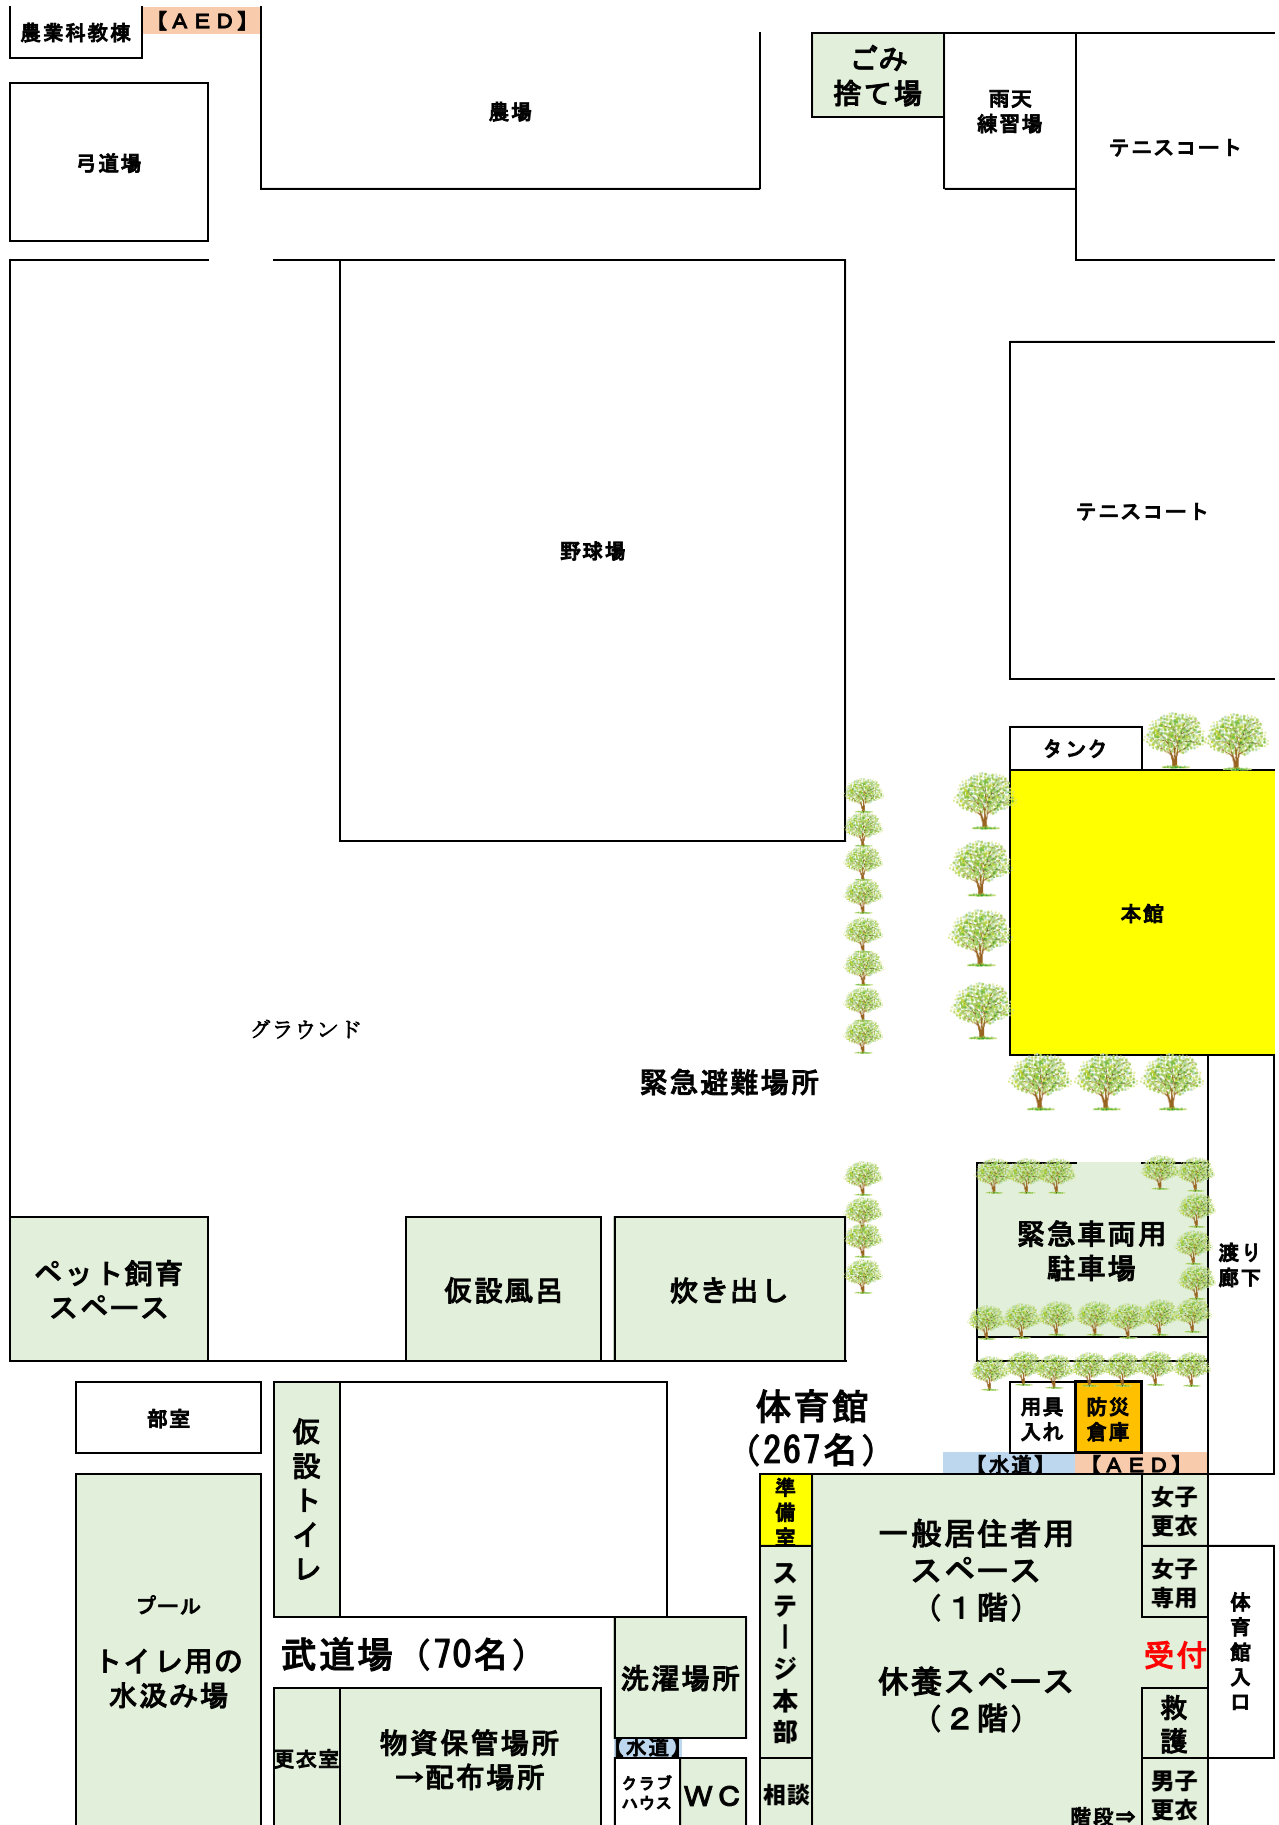 農業科教棟
【ＡＥＤ】
弓道場
農場
ごみ
捨て場
雨天
練習場
テニスコート
野球場
テニスコート
タンク
本館
グラウンド
緊急避難場所
ペット飼育
スペース
仮設風呂
炊き出し
緊急車両用
駐車場
渡り
廊下
部室
仮設トイレ
体育館
（267名）
用具
入れ
防災
倉庫
【水道】
【ＡＥＤ】
プール
トイレ用の
水汲み場
武道場（70名）
更衣室
物資保管場所
→配布場所
洗濯場所
【水道】
クラブ
ハウス
ＷＣ
準備室
ステージ本部
相談
一般居住者用
スペース
（１階）
休養スペース
（２階）
階段⇒
女子
更衣
女子
専用
受付
救護
男子
更衣
体育館入口